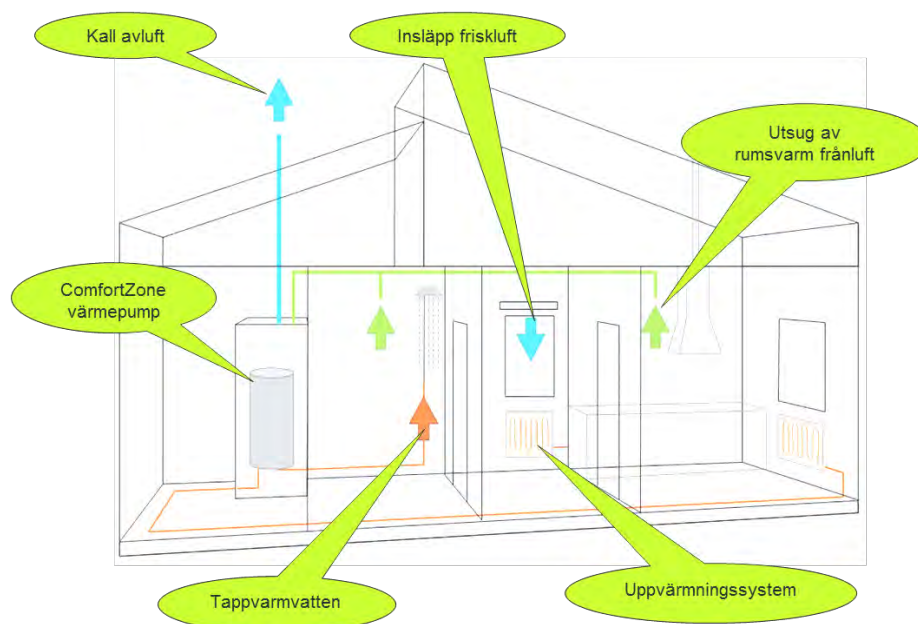 Kall avluft
Insläpp friskluft
Utsug av
rumsvarm frånluft
ComfortZone
värmepump
Tappvarmvatten
Uppvärmningssystem